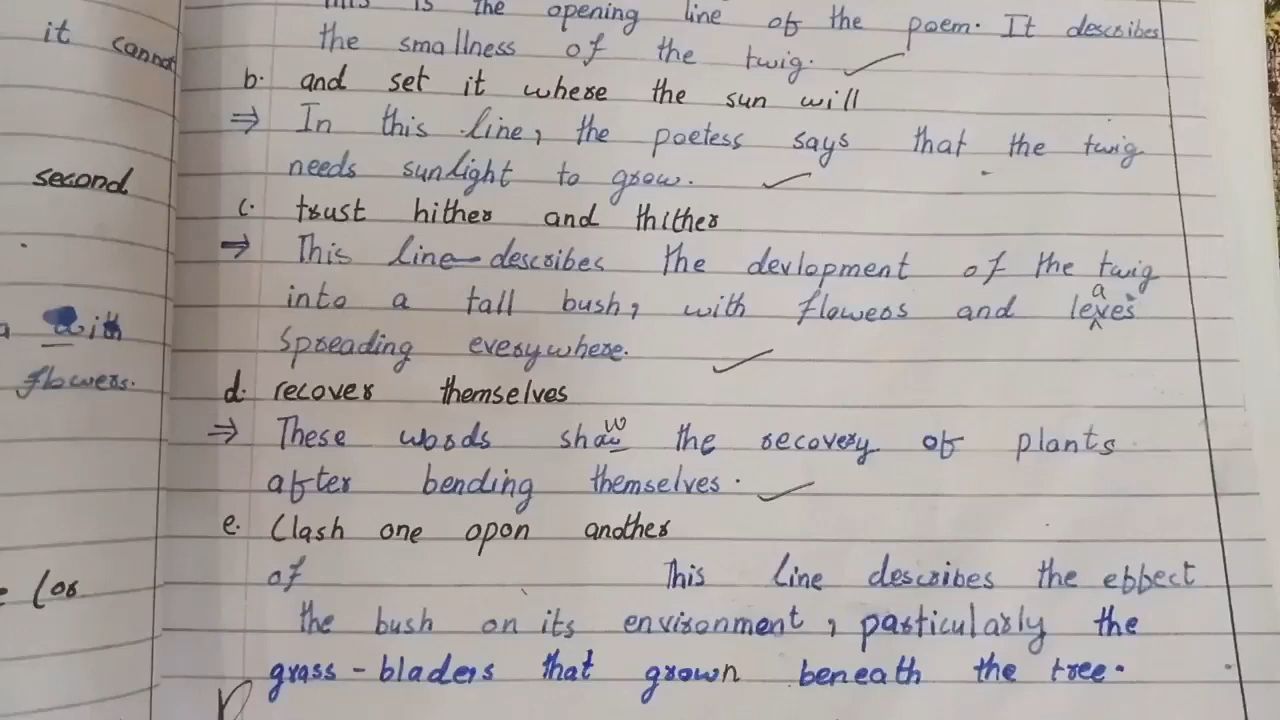 it cannot
second
a with
flowers.
(or
This is the opening line of the poem. It describes
the smallness of the twig.
b. and set it where the sun will
⇒ In this line, the poetess says that the twig
needs sunlight to grow.
c. trust hither and thither
⇒ This line describes the devlopment of the twig
into a tall bush, with flowers and leaves
Spreading everywhere.
d. recover themselves
⇒ These words show the recovery of plants
after bending themselves.
e. Clash one opon another
of This line describes the ebbect
the bush on its environment, particularly the
grass-bladers that grown beneath the tree.